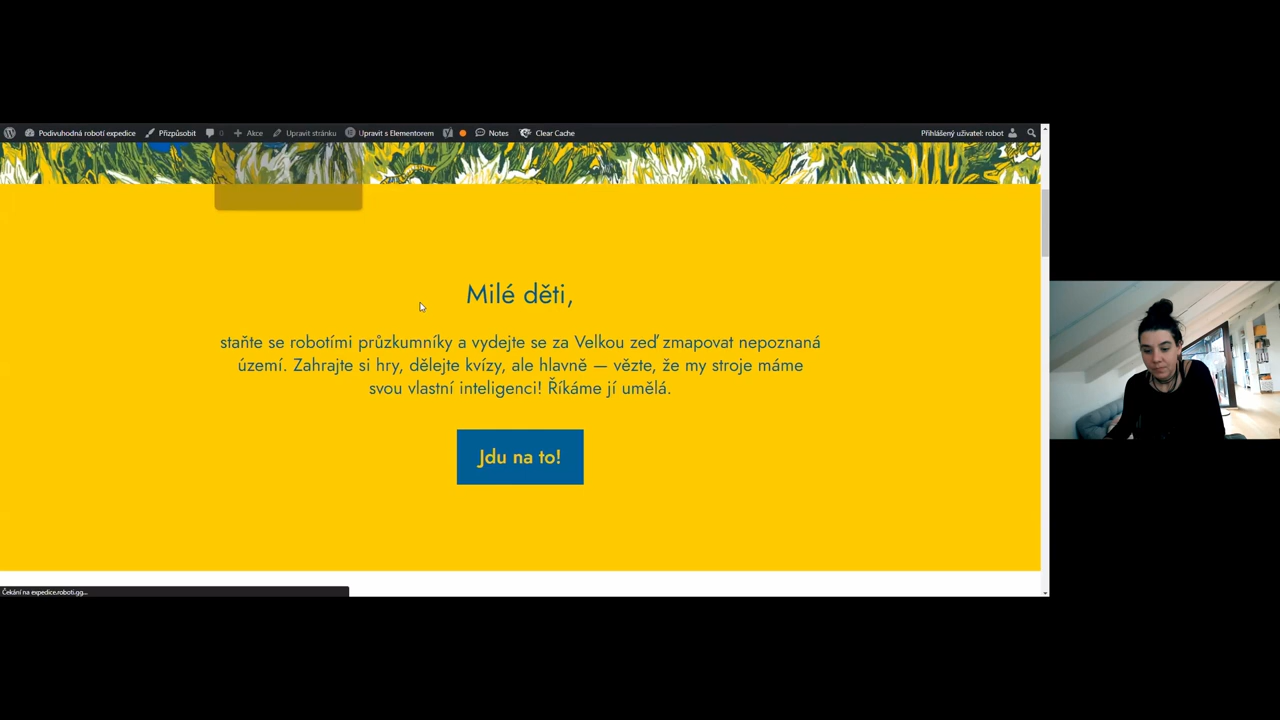 Podivuhodná robotí expedice Přizpůsobit 0 Akce Upravit stránku Upravit s Elementorem Notes Clear Cache Přihlášený uživatel: robot
Milé děti,
staňte se robotími průzkumníky a vydejte se za Velkou zeď zmapovat nepoznaná
území. Zahrajte si hry, dělejte kvízy, ale hlavně — vězte, že my stroje máme
svou vlastní inteligenci! Říkáme jí umělá.
Jdu na to!
Čekání na expedice.roboti.gg...